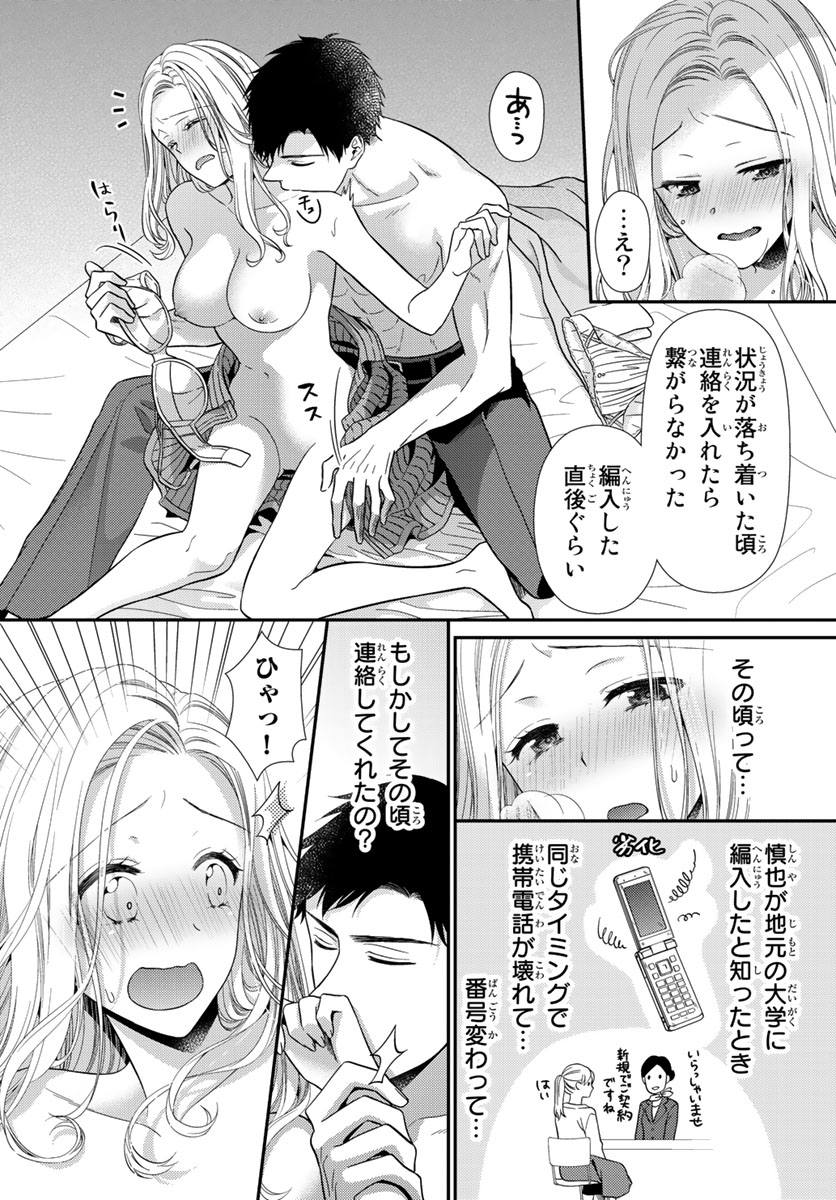 …え？
状況が落ち着いた頃
連絡を入れたら
繋がらなかった
編入した
直後ぐらい
あ…っ
チュ
はらり
スス
その頃って…
慎也が地元の大学に
編入したと知ったとき
劣化
同じタイミングで
携帯電話が壊れて…
番号変わって…
いらっしゃいませ
新規でご契約
ですね
はい
もしかしてその頃
連絡してくれたの？
ひゃっ！